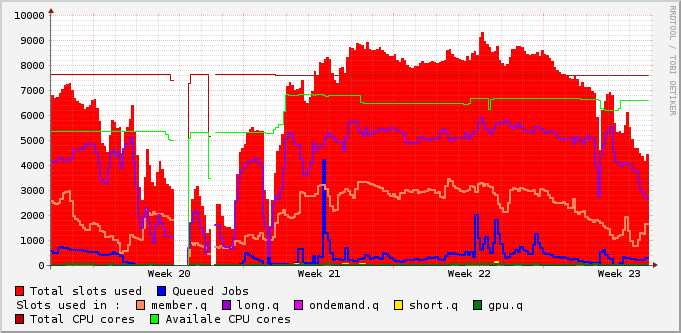 10000
9000
8000
7000
6000
5000
4000
3000
2000
1000
0
Week 20 Week 21 Week 22 Week 23
Total slots used Queued Jobs
Slots used in : member.q long.q ondemand.q short.q gpu.q
Total CPU cores Availale CPU cores
RRDTOOL / TOBI OETIKER